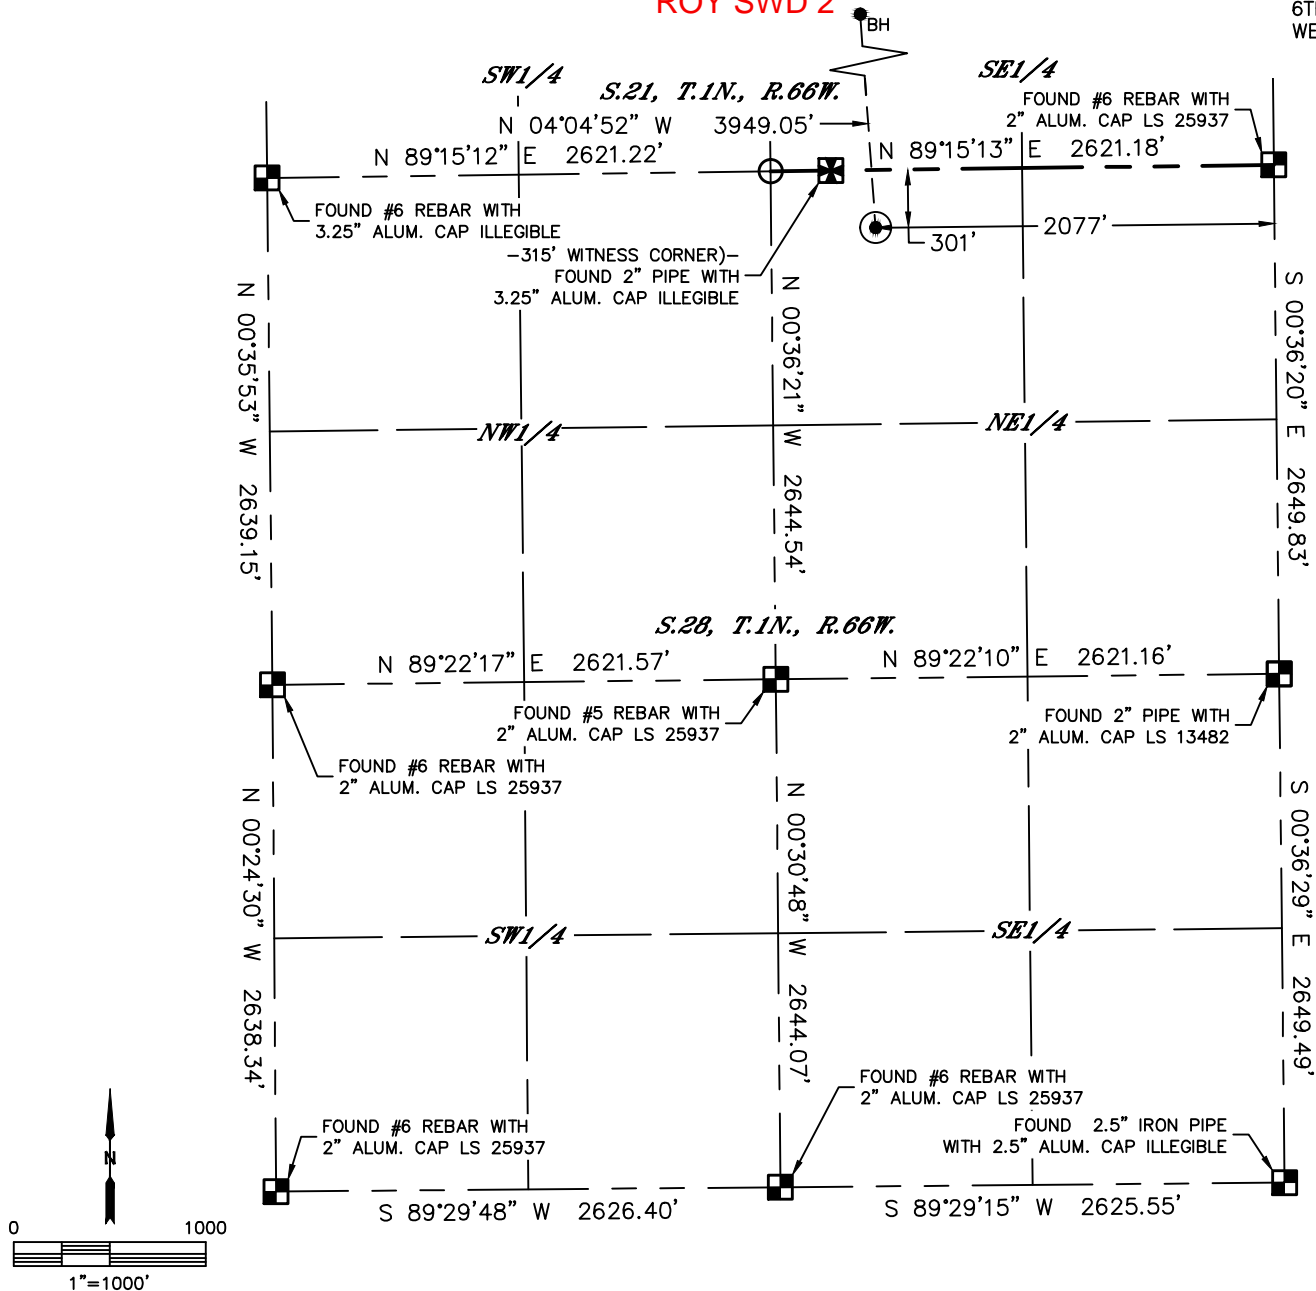 ROY SWD 2
6T
WE
BH
SW1/4
SE1/4
S.21, T.1N., R.66W.
FOUND #6 REBAR WITH
2" ALUM. CAP LS 25937
N 04°04'52" W 3949.05'
N 89°15'12" E 2621.22'
N 89°15'13" E 2621.18'
FOUND #6 REBAR WITH
3.25" ALUM. CAP ILLEGIBLE
-315' WITNESS CORNER)-
FOUND 2" PIPE WITH
3.25" ALUM. CAP ILLEGIBLE
301'
2077'
N 00°35'53" W 2639.15'
N 00°36'21" W 2644.54'
S 00°36'20" E 2649.83'
NW1/4
NE1/4
S.28, T.1N., R.66W.
N 89°22'17" E 2621.57'
N 89°22'10" E 2621.16'
FOUND #5 REBAR WITH
2" ALUM. CAP LS 25937
FOUND 2" PIPE WITH
2" ALUM. CAP LS 13482
FOUND #6 REBAR WITH
2" ALUM. CAP LS 25937
N 00°24'30" W 2638.34'
N 00°30'48" W 2644.07'
S 00°36'29" E 2649.49'
SW1/4
SE1/4
FOUND #6 REBAR WITH
2" ALUM. CAP LS 25937
FOUND #6 REBAR WITH
2" ALUM. CAP LS 25937
FOUND 2.5" IRON PIPE
WITH 2.5" ALUM. CAP ILLEGIBLE
S 89°29'48" W 2626.40'
S 89°29'15" W 2625.55'
N
0 1000
1"=1000'